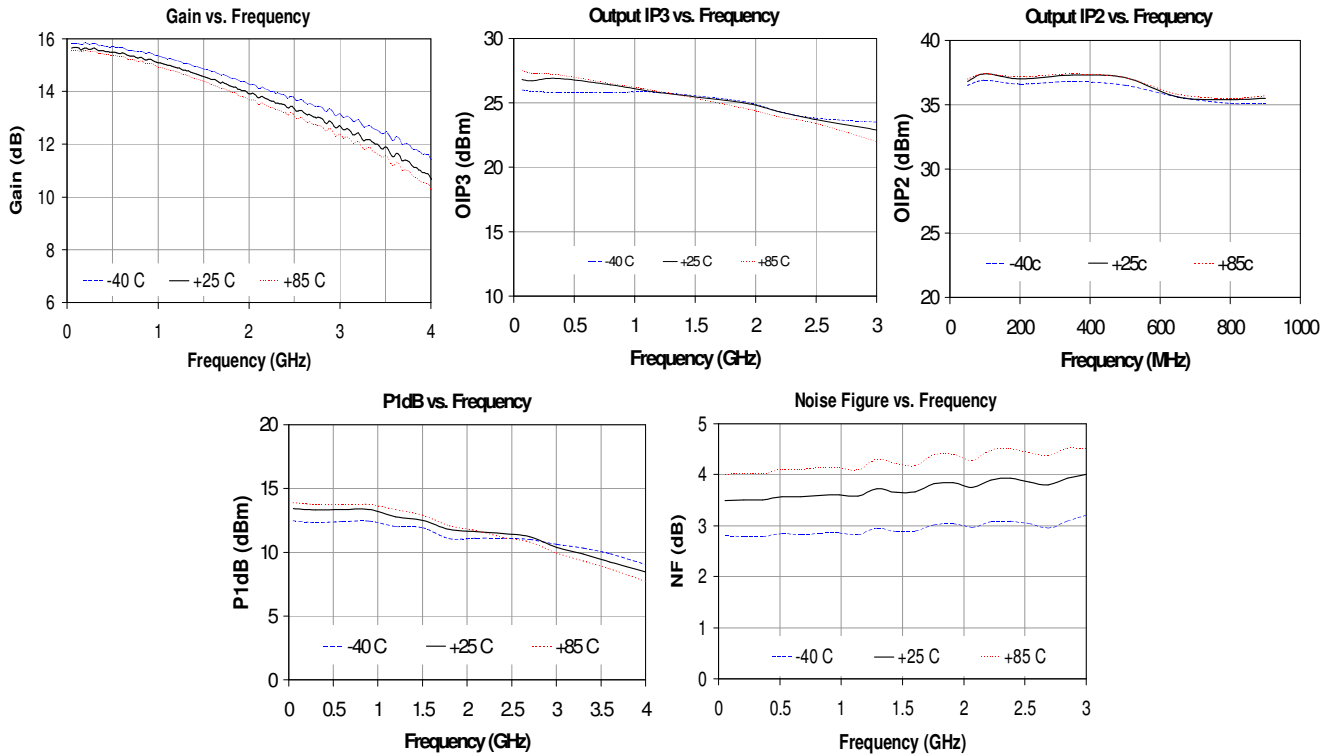 Gain vs. Frequency
Gain (dB)
16
14
12
10
8
6
-40 C +25 C +85 C
0 1 2 3 4
Frequency (GHz)
Output IP3 vs. Frequency
OIP3 (dBm)
30
25
20
15
10
-40 C +25 C +85 C
0 0.5 1 1.5 2 2.5 3
Frequency (GHz)
Output IP2 vs. Frequency
OIP2 (dBm)
40
35
30
25
20
-40c +25c +85c
0 200 400 600 800 1000
Frequency (MHz)
P1dB vs. Frequency
P1dB (dBm)
20
15
10
5
0
-40 C +25 C +85 C
0 0.5 1 1.5 2 2.5 3 3.5 4
Frequency (GHz)
Noise Figure vs. Frequency
NF (dB)
5
4
3
2
1
0
-40 C +25 C +85 C
0 0.5 1 1.5 2 2.5 3
Frequency (GHz)